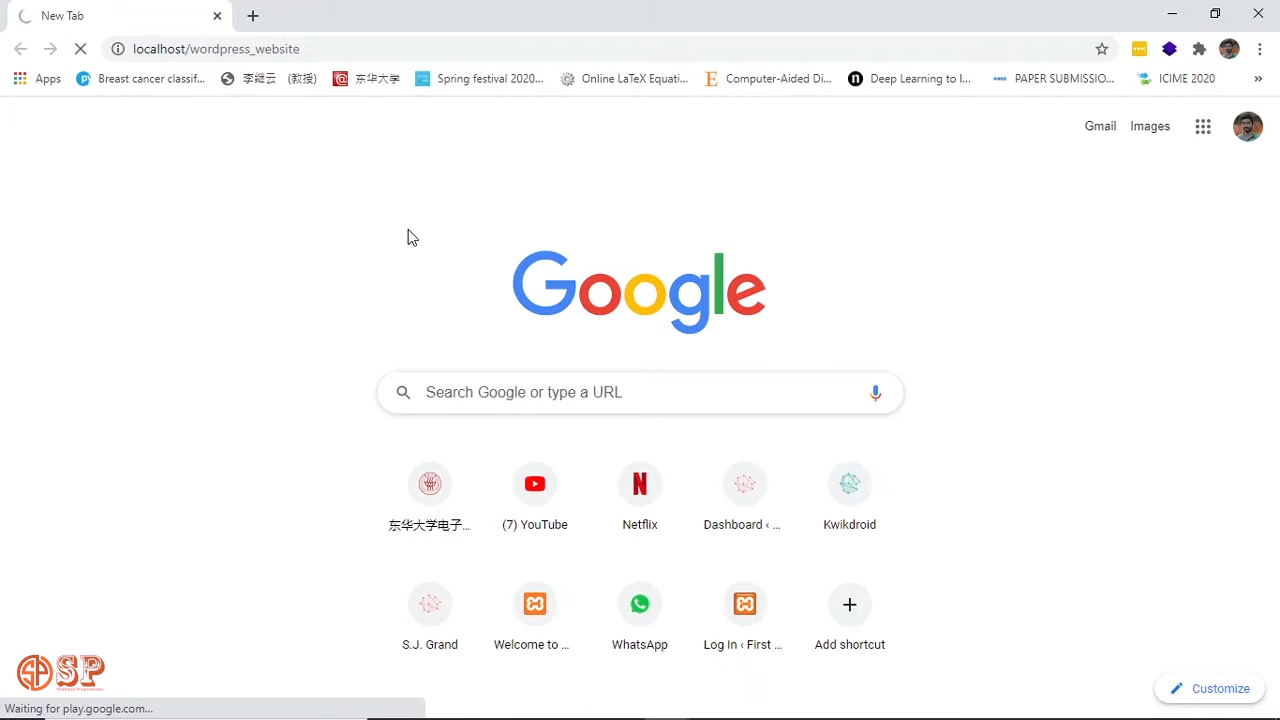 New Tab
localhost/wordpress_website
Apps Breast cancer classif... 李继云 (教授) 东华大学 Spring festival 2020... Online LaTeX Equati... Computer-Aided Di... Deep Learning to I... PAPER SUBMISSIO... ICIME 2020 »
Gmail Images
Google
Search Google or type a URL
东华大学电子... (7) YouTube Netflix Dashboard ‹ ... Kwikdroid
S.J. Grand Welcome to ... WhatsApp Log In ‹ First ... Add shortcut
SP SP
Customize
Waiting for play.google.com...